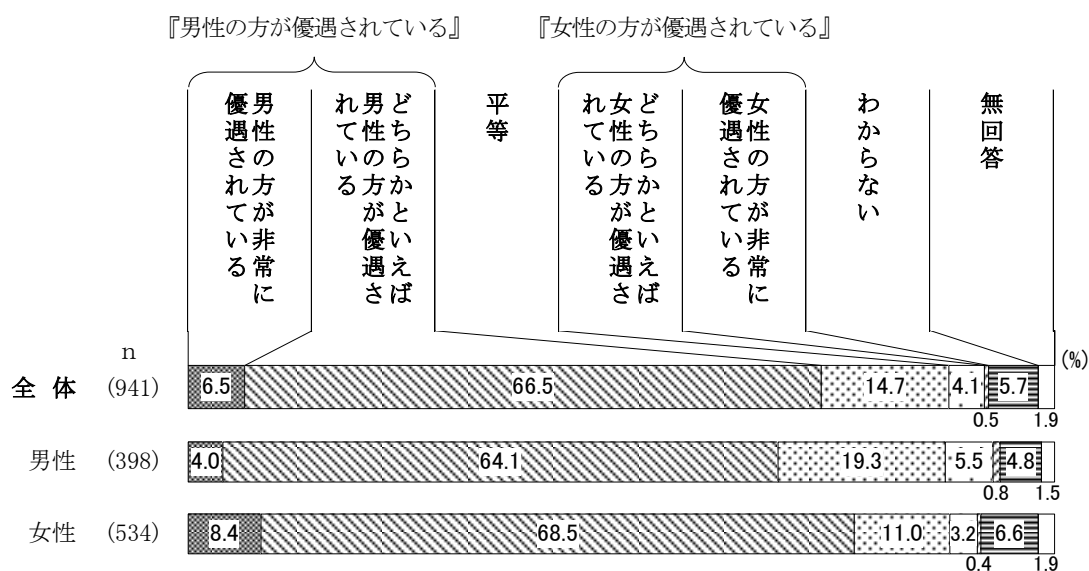 『男性の方が優遇されている』
『女性の方が優遇されている』
男性の方が非常に
優遇されている
どちらかといえば
男性の方が優遇さ
れている
平等
どちらかといえば
女性の方が優遇さ
れている
女性の方が非常に
優遇されている
わからない
無回答
n
(%)
全 体 (941) 6.5 66.5 14.7 4.1 5.7
0.5 1.9
男性 (398) 4.0 64.1 19.3 5.5 4.8
0.8 1.5
女性 (534) 8.4 68.5 11.0 3.2 6.6
0.4 1.9